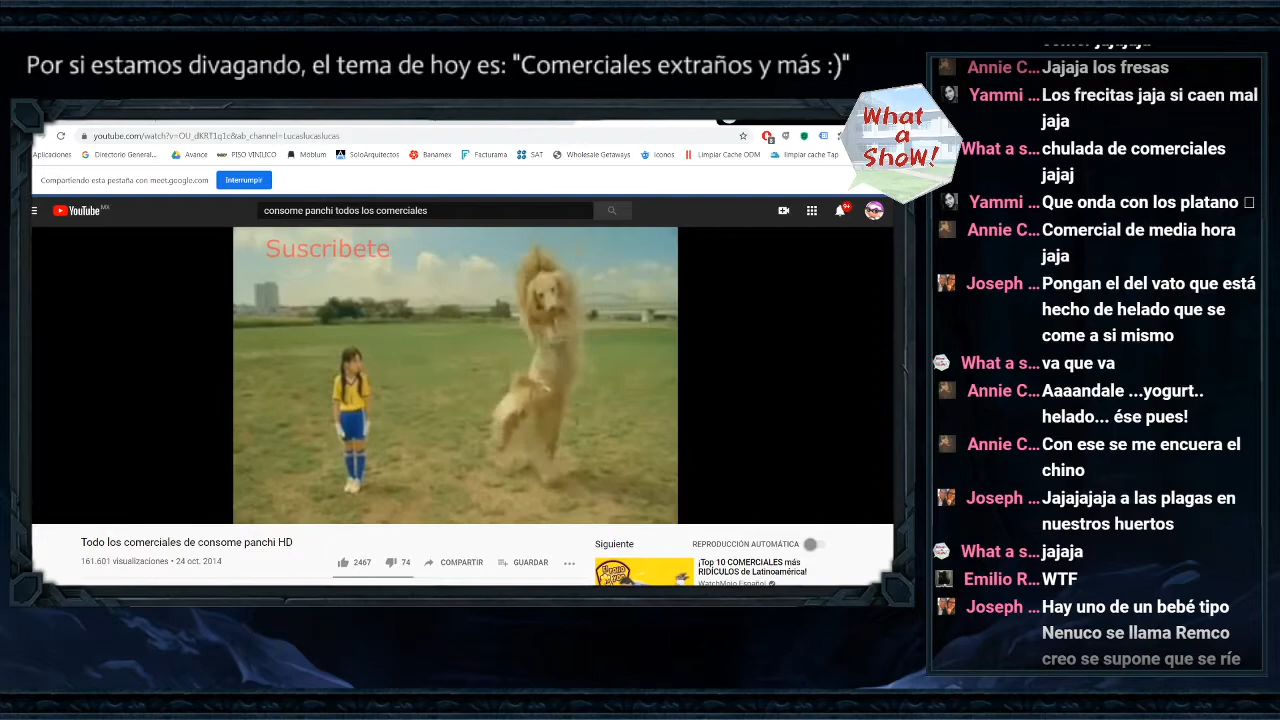 Por si estamos divagando, el tema de hoy es: "Comerciales extraños y más :)"
What
a
ShoW!
youtube.com/watch?v=OU_dKRT1q1c&ab_channel=Lucaslucaslucas
Aplicaciones Directorio General... Avance PISO VINILICO Moblum SoloArquitectos Banamex Facturama SAT Wholesale Getaways Iconos Limpiar Cache ODM limpiar cache Tap
Compartiendo esta pestaña con meet.google.com Interrumpir
YouTube MX consome panchi todos los comerciales 9+
Suscribete
Todo los comerciales de consome panchi HD
161.601 visualizaciones • 24 oct. 2014
2467 74 COMPARTIR GUARDAR ...
Siguiente REPRODUCCIÓN AUTOMÁTICA
¡Top 10 COMERCIALES más
RIDÍCULOS de Latinoamérica!
WatchMojo Español
Annie C... Jajaja los fresas
Yammi ... Los frecitas jaja si caen mal
jaja
What a s... chulada de comerciales
jajaj
Yammi ... Que onda con los platano
Annie C... Comercial de media hora
jaja
Joseph ... Pongan el del vato que está
hecho de helado que se
come a si mismo
What a s... va que va
Annie C... Aaaandale ...yogurt..
helado... ése pues!
Annie C... Con ese se me encuera el
chino
Joseph ... Jajajajaja a las plagas en
nuestros huertos
What a s... jajaja
Emilio R... WTF
Joseph ... Hay uno de un bebé tipo
Nenuco se llama Remco
creo se supone que se ríe